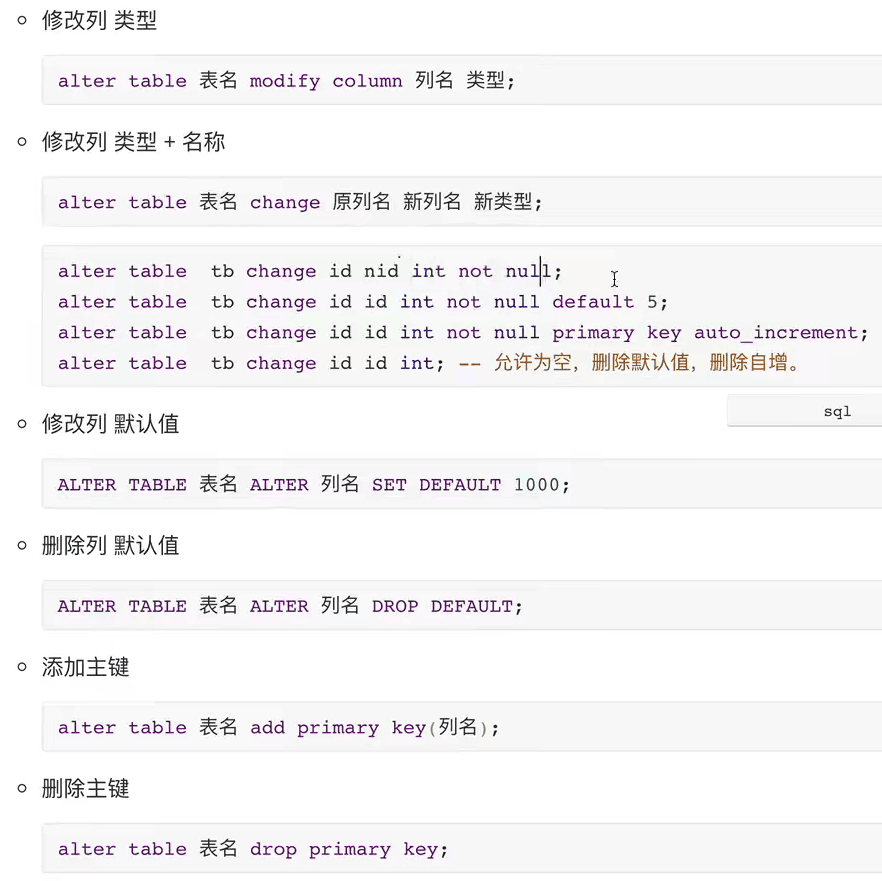 修改列 类型
alter table 表名 modify column 列名 类型;
修改列 类型 + 名称
alter table 表名 change 原列名 新列名 新类型;
alter table  tb change id nid int not null;
alter table  tb change id id int not null default 5;
alter table  tb change id id int not null primary key auto_increment;
alter table  tb change id id int; -- 允许为空，删除默认值，删除自增。
sql
修改列 默认值
ALTER TABLE 表名 ALTER 列名 SET DEFAULT 1000;
删除列 默认值
ALTER TABLE 表名 ALTER 列名 DROP DEFAULT;
添加主键
alter table 表名 add primary key(列名);
删除主键
alter table 表名 drop primary key;